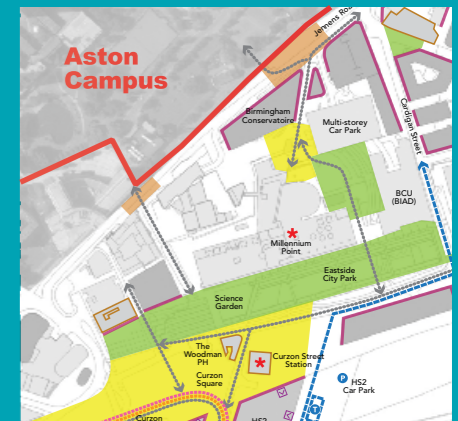 Jennens Roa
Aston
Campus
Birmingham
Conservatoire
Multi-storey
Car Park
Cardigan Street
BCU
(BIAD)
Millennium
Point
Eastside
City Park
Science
Garden
The
Woodman
PH
Curzon Street
Station
Curzon
Square
P
HS2
Car Park
T
Curzon
HS2